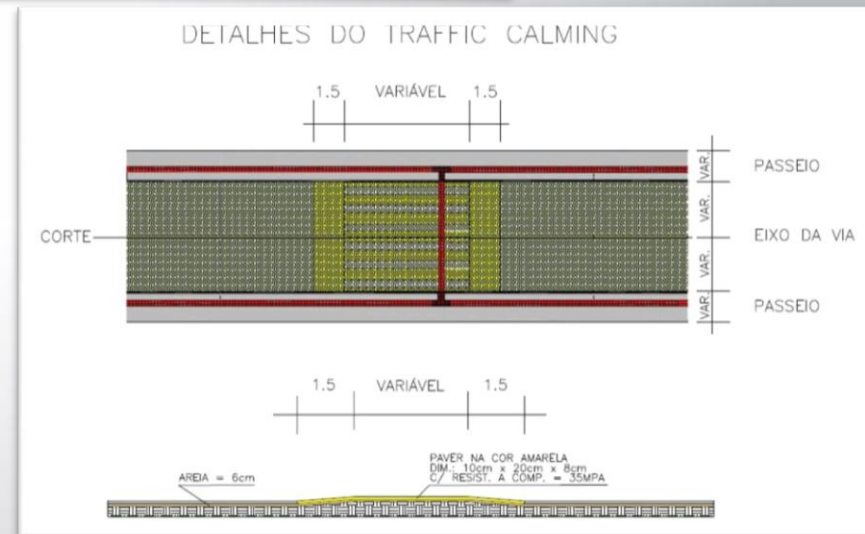 DETALHES DO TRAFFIC CALMING
1.5 VARIÁVEL 1.5
VAR. PASSEIO
VAR.
CORTE EIXO DA VIA
VAR.
VAR. PASSEIO
1.5 VARIÁVEL 1.5
PAVER NA COR AMARELA
DIM.: 10cm x 20cm x 8cm
C/ RESIST. A COMP. = 35MPA
AREIA = 6cm